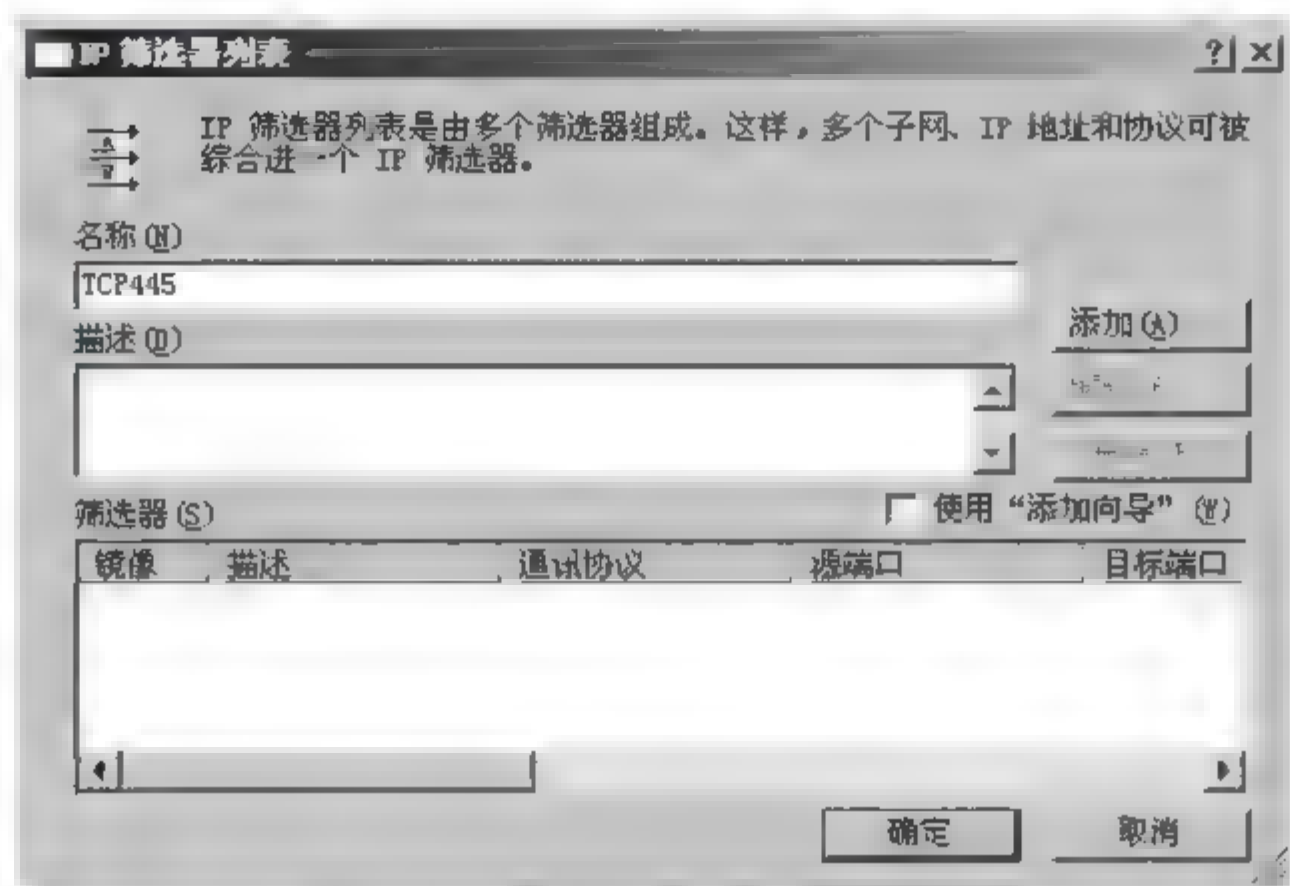 IP 筛选器列表
IP 筛选器列表是由多个筛选器组成。这样，多个子网、IP 地址和协议可被
综合进一个 IP 筛选器。
名称(N)
TCP445
添加(A)
描述(D)
筛选器(S)
使用“添加向导”(W)
镜像 描述 通讯协议 源端口 目标端口
确定 取消